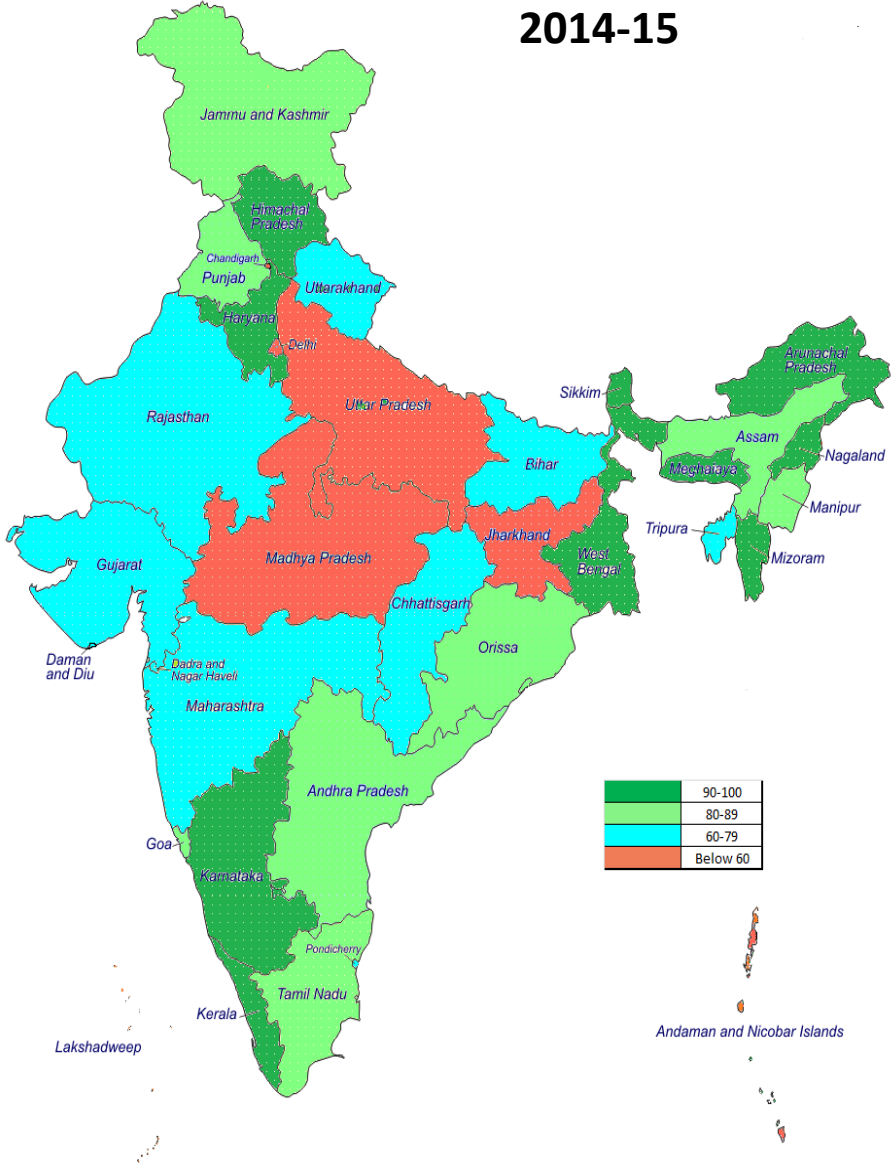 2014-15
Jammu and Kashmir
Himachal
Pradesh
Chandigarh
Punjab
Uttarakhand
Haryana
Delhi
Arunachal
Pradesh
Sikkim
Rajasthan
Uttar Pradesh
Assam
Nagaland
Bihar
Meghalaya
Manipur
Tripura
Jharkhand
Gujarat
Madhya Pradesh
West
Bengal
Mizoram
Chhattisgarh
Orissa
Daman
and Diu
Dadra and
Nagar Haveli
Maharashtra
Andhra Pradesh
90-100
80-89
60-79
Below 60
Goa
Karnataka
Pondicherry
Tamil Nadu
Kerala
Lakshadweep
Andaman and Nicobar Islands